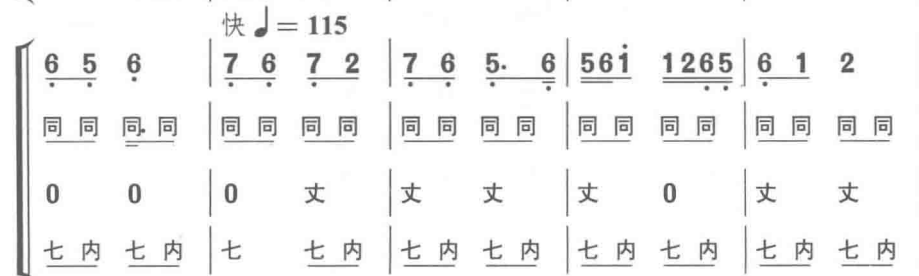 快 ♩= 115
6 5 6 | 7 6 7 2 | 7 6 5. 6 | 561 1265 | 6 1 2
同 同 同. 同 | 同 同 同 同 | 同 同 同 同 | 同 同 同 同 | 同 同 同 同
0 0 | 0 丈 | 丈 丈 | 丈 0 | 丈 丈
七 内 七 内 | 七 七 内 | 七 内 七 内 | 七 内 七 内 | 七 内 七 内